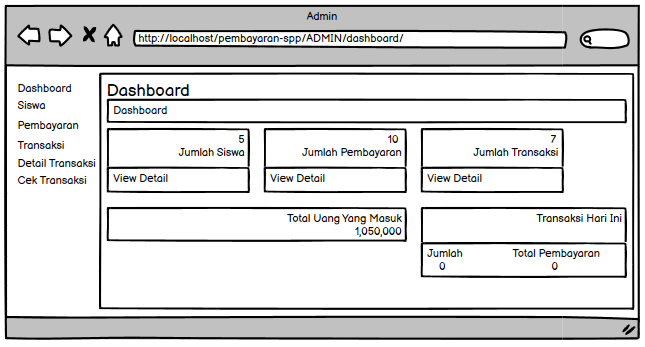 Admin
http://localhost/pembayaran-spp/ADMIN/dashboard/
Dashboard
Siswa
Pembayaran
Transaksi
Detail Transaksi
Cek Transaksi
Dashboard
Dashboard
5
Jumlah Siswa
View Detail
10
Jumlah Pembayaran
View Detail
7
Jumlah Transaksi
View Detail
Total Uang Yang Masuk
1,050,000
Transaksi Hari Ini
Jumlah Total Pembayaran
0 0